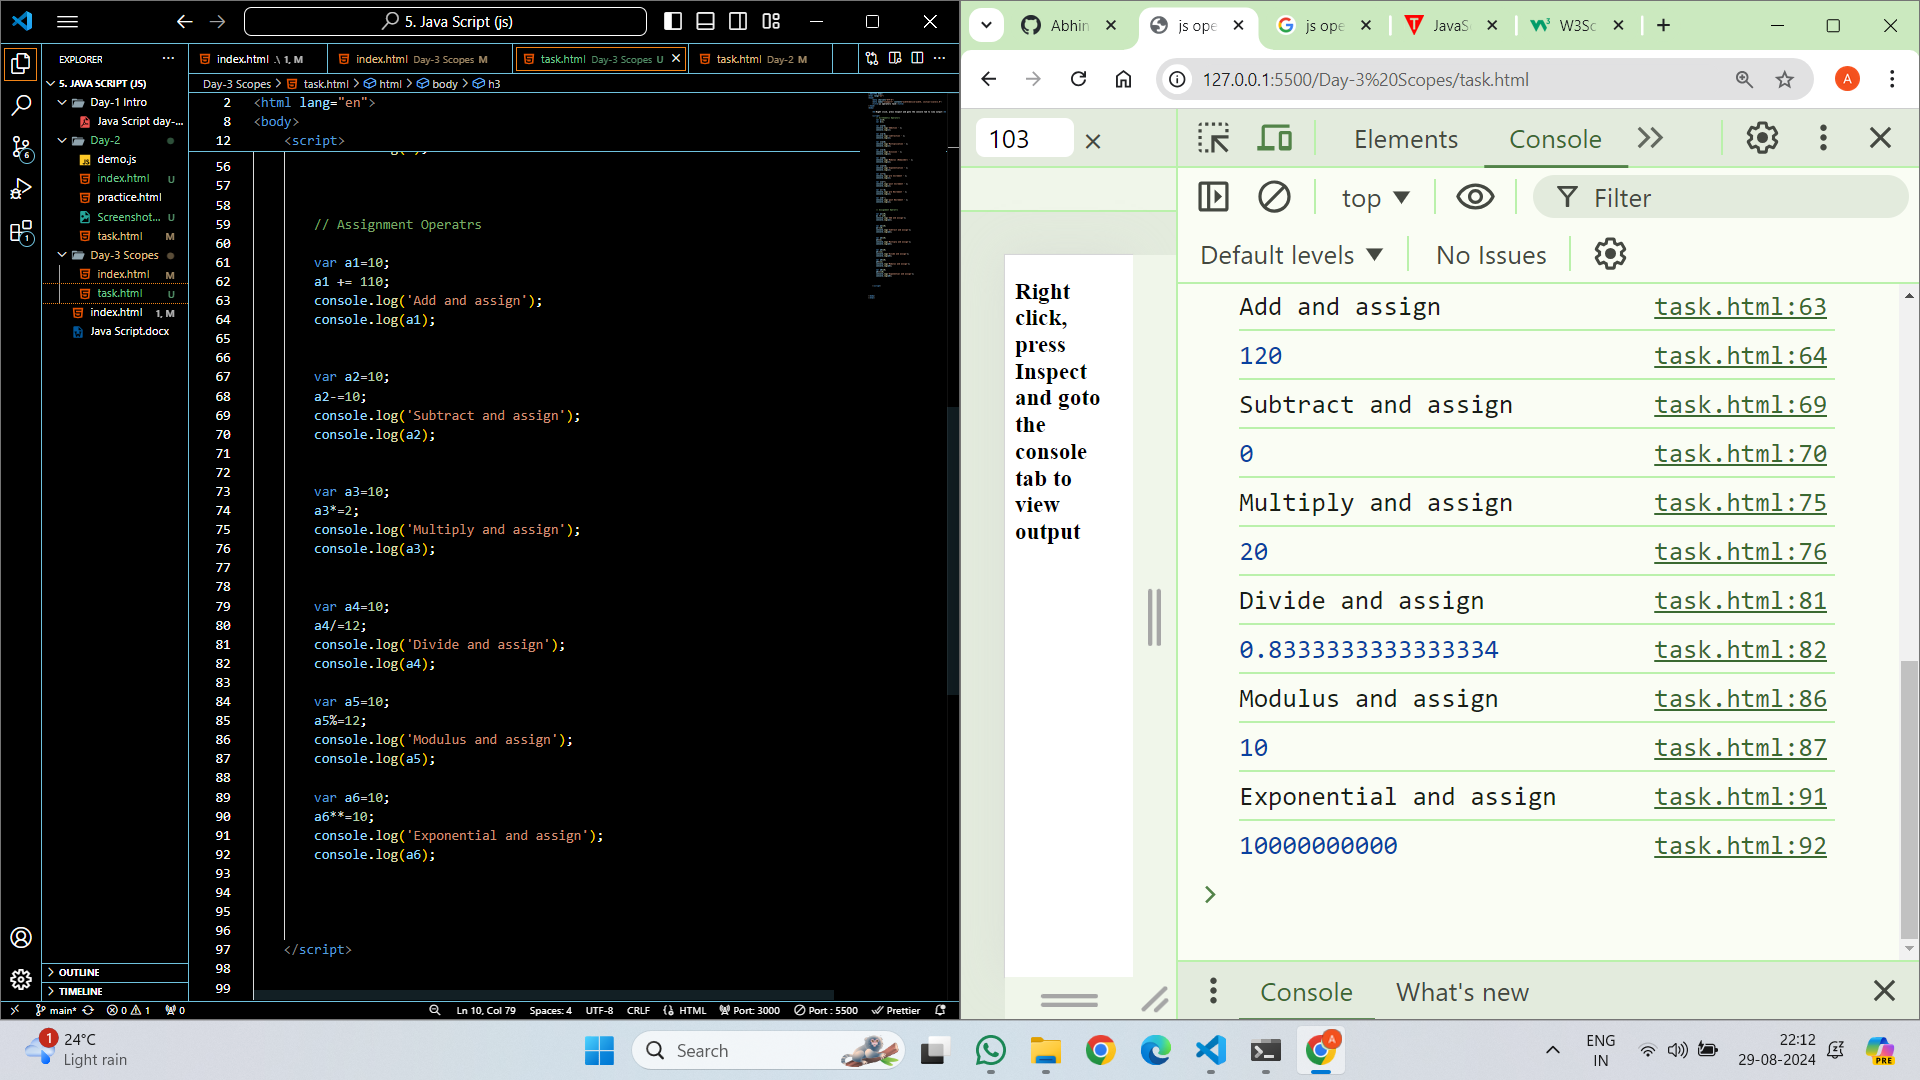 5. Java Script (js)
EXPLORER
5. JAVA SCRIPT (JS)
Day-1 Intro
Java Script day-...
Day-2
demo.js
index.html U
practice.html
Screenshot... U
task.html M
Day-3 Scopes
index.html M
task.html U
index.html 1, M
Java Script.docx
OUTLINE
TIMELINE
index.html .\ 1, M
index.html Day-3 Scopes M
task.html Day-3 Scopes U
task.html Day-2 M
Day-3 Scopes > task.html > html > body > h3
2 <html lang="en">
8 <body>
12 <script>
56
57
58
59 // Assignment Operatrs
60
61 var a1=10;
62 a1 += 110;
63 console.log('Add and assign');
64 console.log(a1);
65
66
67 var a2=10;
68 a2-=10;
69 console.log('Subtract and assign');
70 console.log(a2);
71
72
73 var a3=10;
74 a3*=2;
75 console.log('Multiply and assign');
76 console.log(a3);
77
78
79 var a4=10;
80 a4/=12;
81 console.log('Divide and assign');
82 console.log(a4);
83
84 var a5=10;
85 a5%=12;
86 console.log('Modulus and assign');
87 console.log(a5);
88
89 var a6=10;
90 a6**=10;
91 console.log('Exponential and assign');
92 console.log(a6);
93
94
95
96
97 </script>
98
99
6
1
main* 0 1 0
Ln 10, Col 79 Spaces: 4 UTF-8 CRLF HTML Port: 3000 Port : 5500 Prettier
Abhin
js ope
js ope
JavaS
W3Sc
127.0.0.1:5500/Day-3%20Scopes/task.html
A
103
Elements Console
top Filter
Default levels No Issues
Right
click,
press
Inspect
and goto
the
console
tab to
view
output
Add and assign task.html:63
120 task.html:64
Subtract and assign task.html:69
0 task.html:70
Multiply and assign task.html:75
20 task.html:76
Divide and assign task.html:81
0.8333333333333334 task.html:82
Modulus and assign task.html:86
10 task.html:87
Exponential and assign task.html:91
10000000000 task.html:92
Console What's new
1
24°C
Light rain
Search
A
ENG
IN
22:12
29-08-2024
PRE